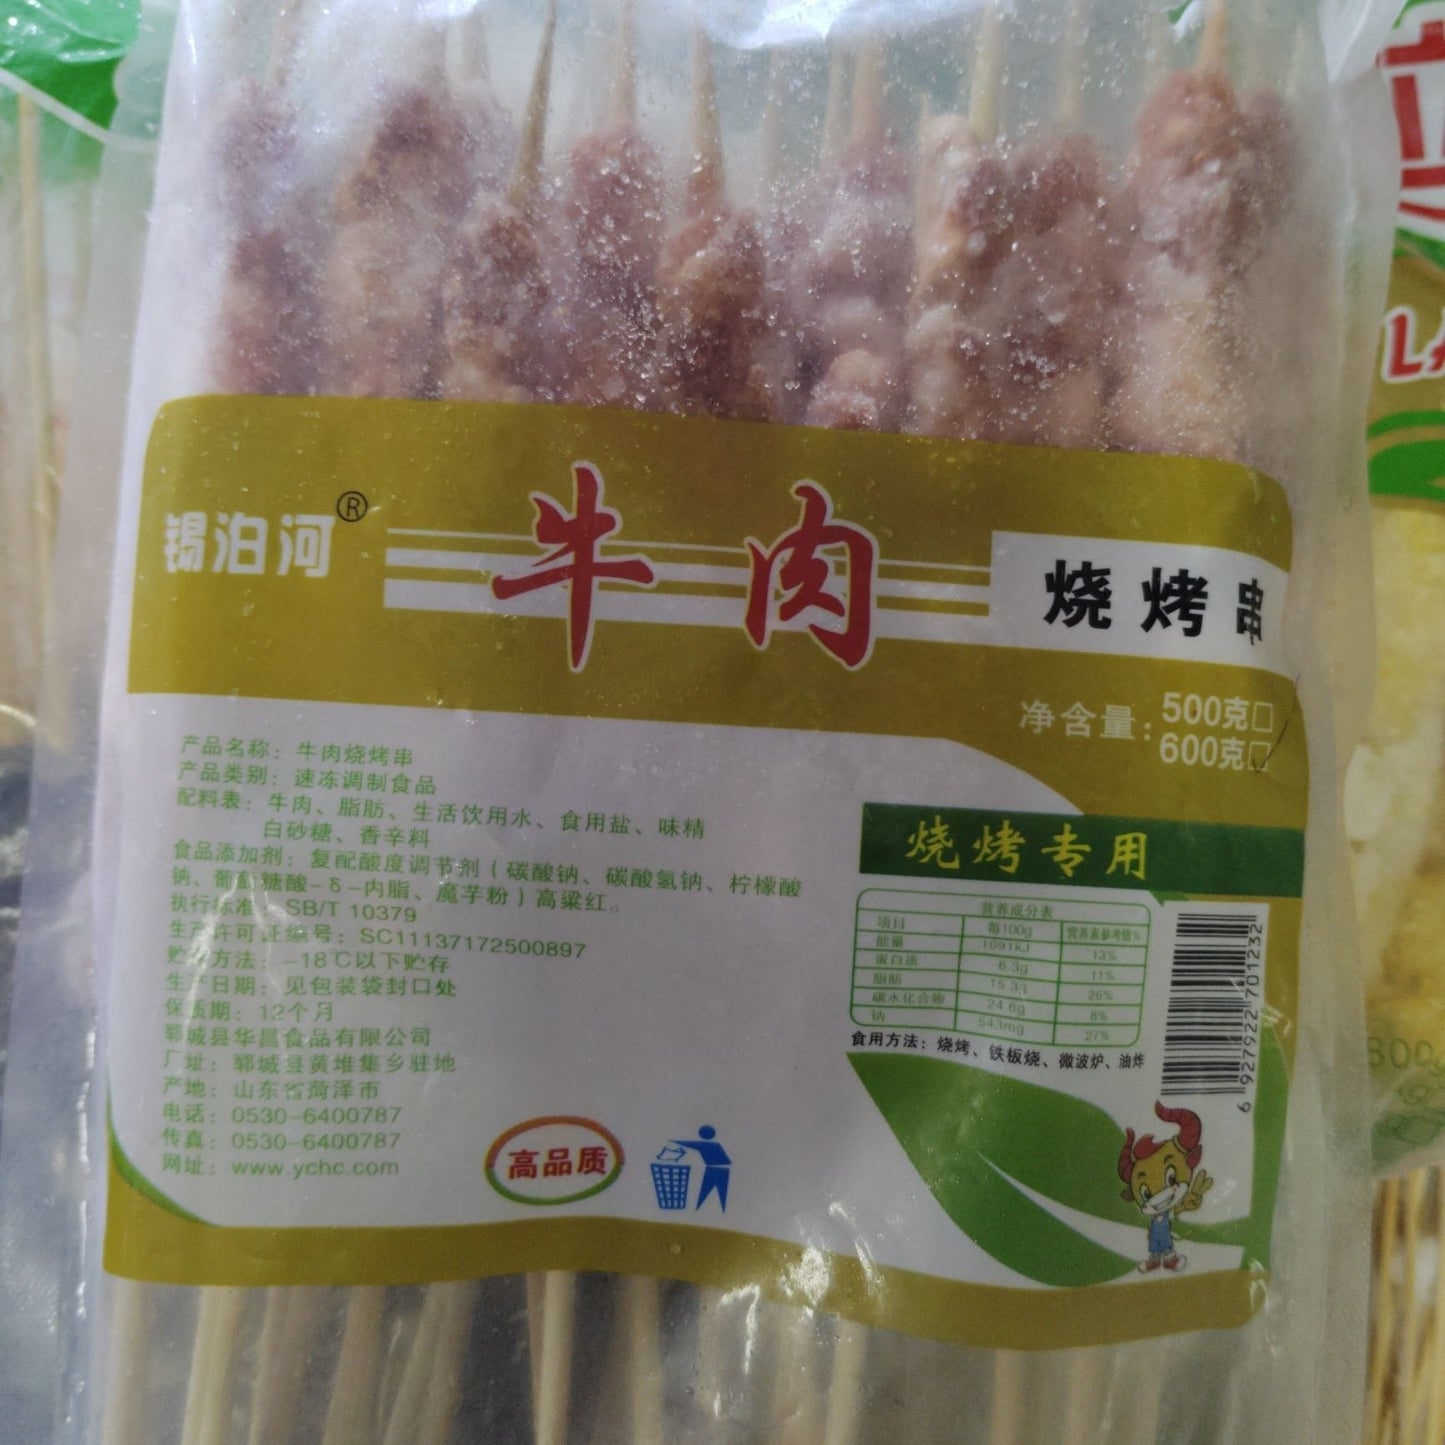 锡泊河®
牛肉
烧烤串
净含量：500克□
600克□
产品名称：牛肉烧烤串
产品类别：速冻调制食品
配料表：牛肉、脂肪、生活饮用水、食用盐、味精
白砂糖、香辛料
食品添加剂：复配酸度调节剂（碳酸钠、碳酸氢钠、柠檬酸
钠、葡萄糖酸-δ-内脂、魔芋粉）高粱红。
执行标准：SB/T 10379
生产许可证编号：SC11137172500897
贮存方法：-18℃以下贮存
生产日期：见包装袋封口处
保质期：12个月
郓城县华昌食品有限公司
厂址：郓城县黄堆集乡驻地
产地：山东省菏泽市
电话：0530-6400787
传真：0530-6400787
网址：www.ychc.com
高品质
烧烤专用
营养成分表
项目 每100g 营养素参考值%
能量 1091kJ 13%
蛋白质 6.3g 11%
脂肪 15.3g 26%
碳水化合物 24.6g 8%
钠 543mg 27%
食用方法：烧烤、铁板烧、微波炉、油炸
6 927922 701232
LA
300g